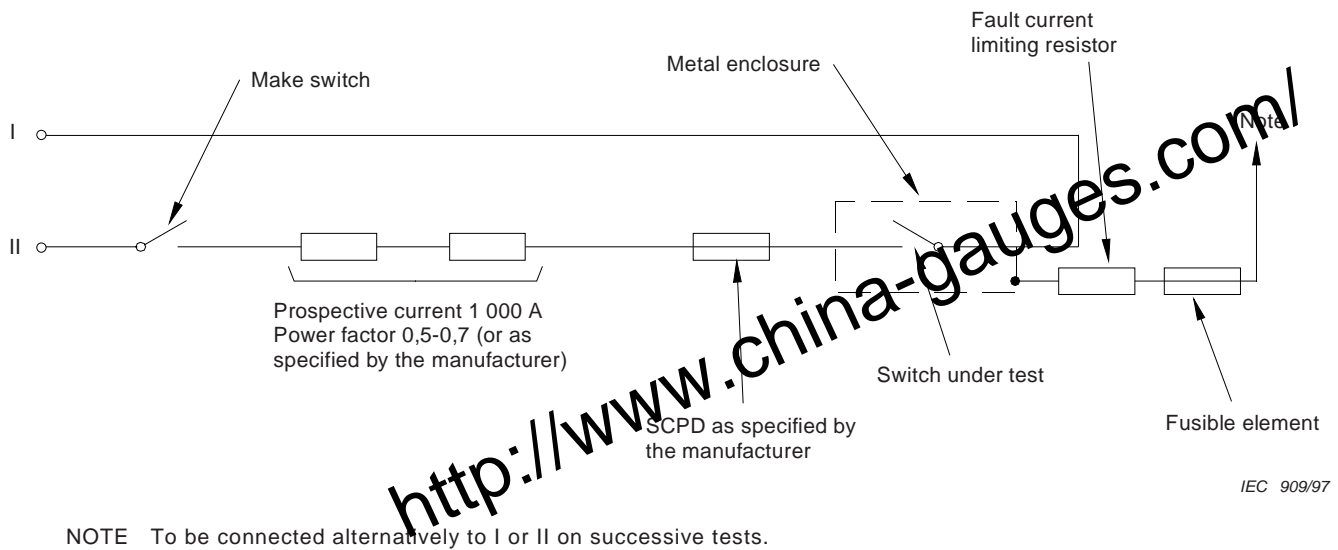 Fault current
limiting resistor
Metal enclosure
Make switch
Note
I
II
Prospective current 1 000 A
Power factor 0,5-0,7 (or as
specified by the manufacturer)
Switch under test
SCPD as specified by
the manufacturer
Fusible element
IEC 909/97
http://www.china-gauges.com/
NOTE To be connected alternatively to I or II on successive tests.